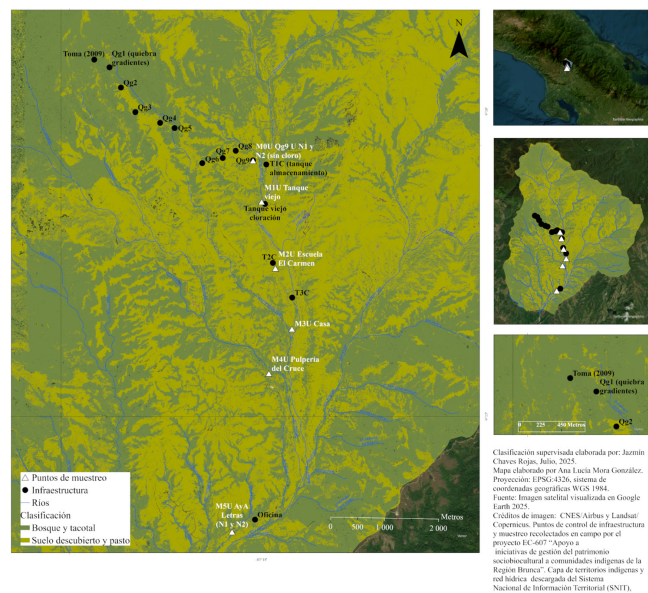 N
Toma (2009)
Qg1 (quiebra
gradientes)
Qg2
Qg3
Qg4
Qg5
Qg6
Qg7
Qg8
Qg9
M0U Qg9 U N1 y
N2 (sin cloro)
T1C (tanque
almacenamiento)
M1U Tanque
viejo
Tanque viejo
cloración
T2C
M2U Escuela
El Carmen
T3C
M3U Casa
M4U Pulpería
del Cruce
M5U AyA
Letras
(N1 y N2)
Oficina
Puntos de muestreo
Infraestructura
Ríos
Clasificación
Bosque y tacotal
Suelo descubierto y pasto
Metros
0 1 000 2 000
Toma (2009)
Qg1 (quiebra
gradientes)
Qg2
0 225 450 Metros
Clasificación supervisada elaborada por: Jazmín
Chaves Rojas, Julio, 2025.
Mapa elaborado por Ana Lucía Mora González.
Proyección: EPSG:4326, sistema de
coordenadas geográficas WGS 1984.
Fuente: Imagen satelital visualizada en Google
Earth 2025.
Créditos de imagen: CNES/Airbus y Landsat/
Copernicus. Puntos de control de infraestructura
y muestreo recolectados en campo por el
proyecto EC-607 “Apoyo a
iniciativas de gestión del patrimonio
sociobiocultural a comunidades indígenas de la
Región Brunca”. Capa de territorios indígenas y
red hídrica descargada del Sistema
Nacional de Información Territorial (SNIT),